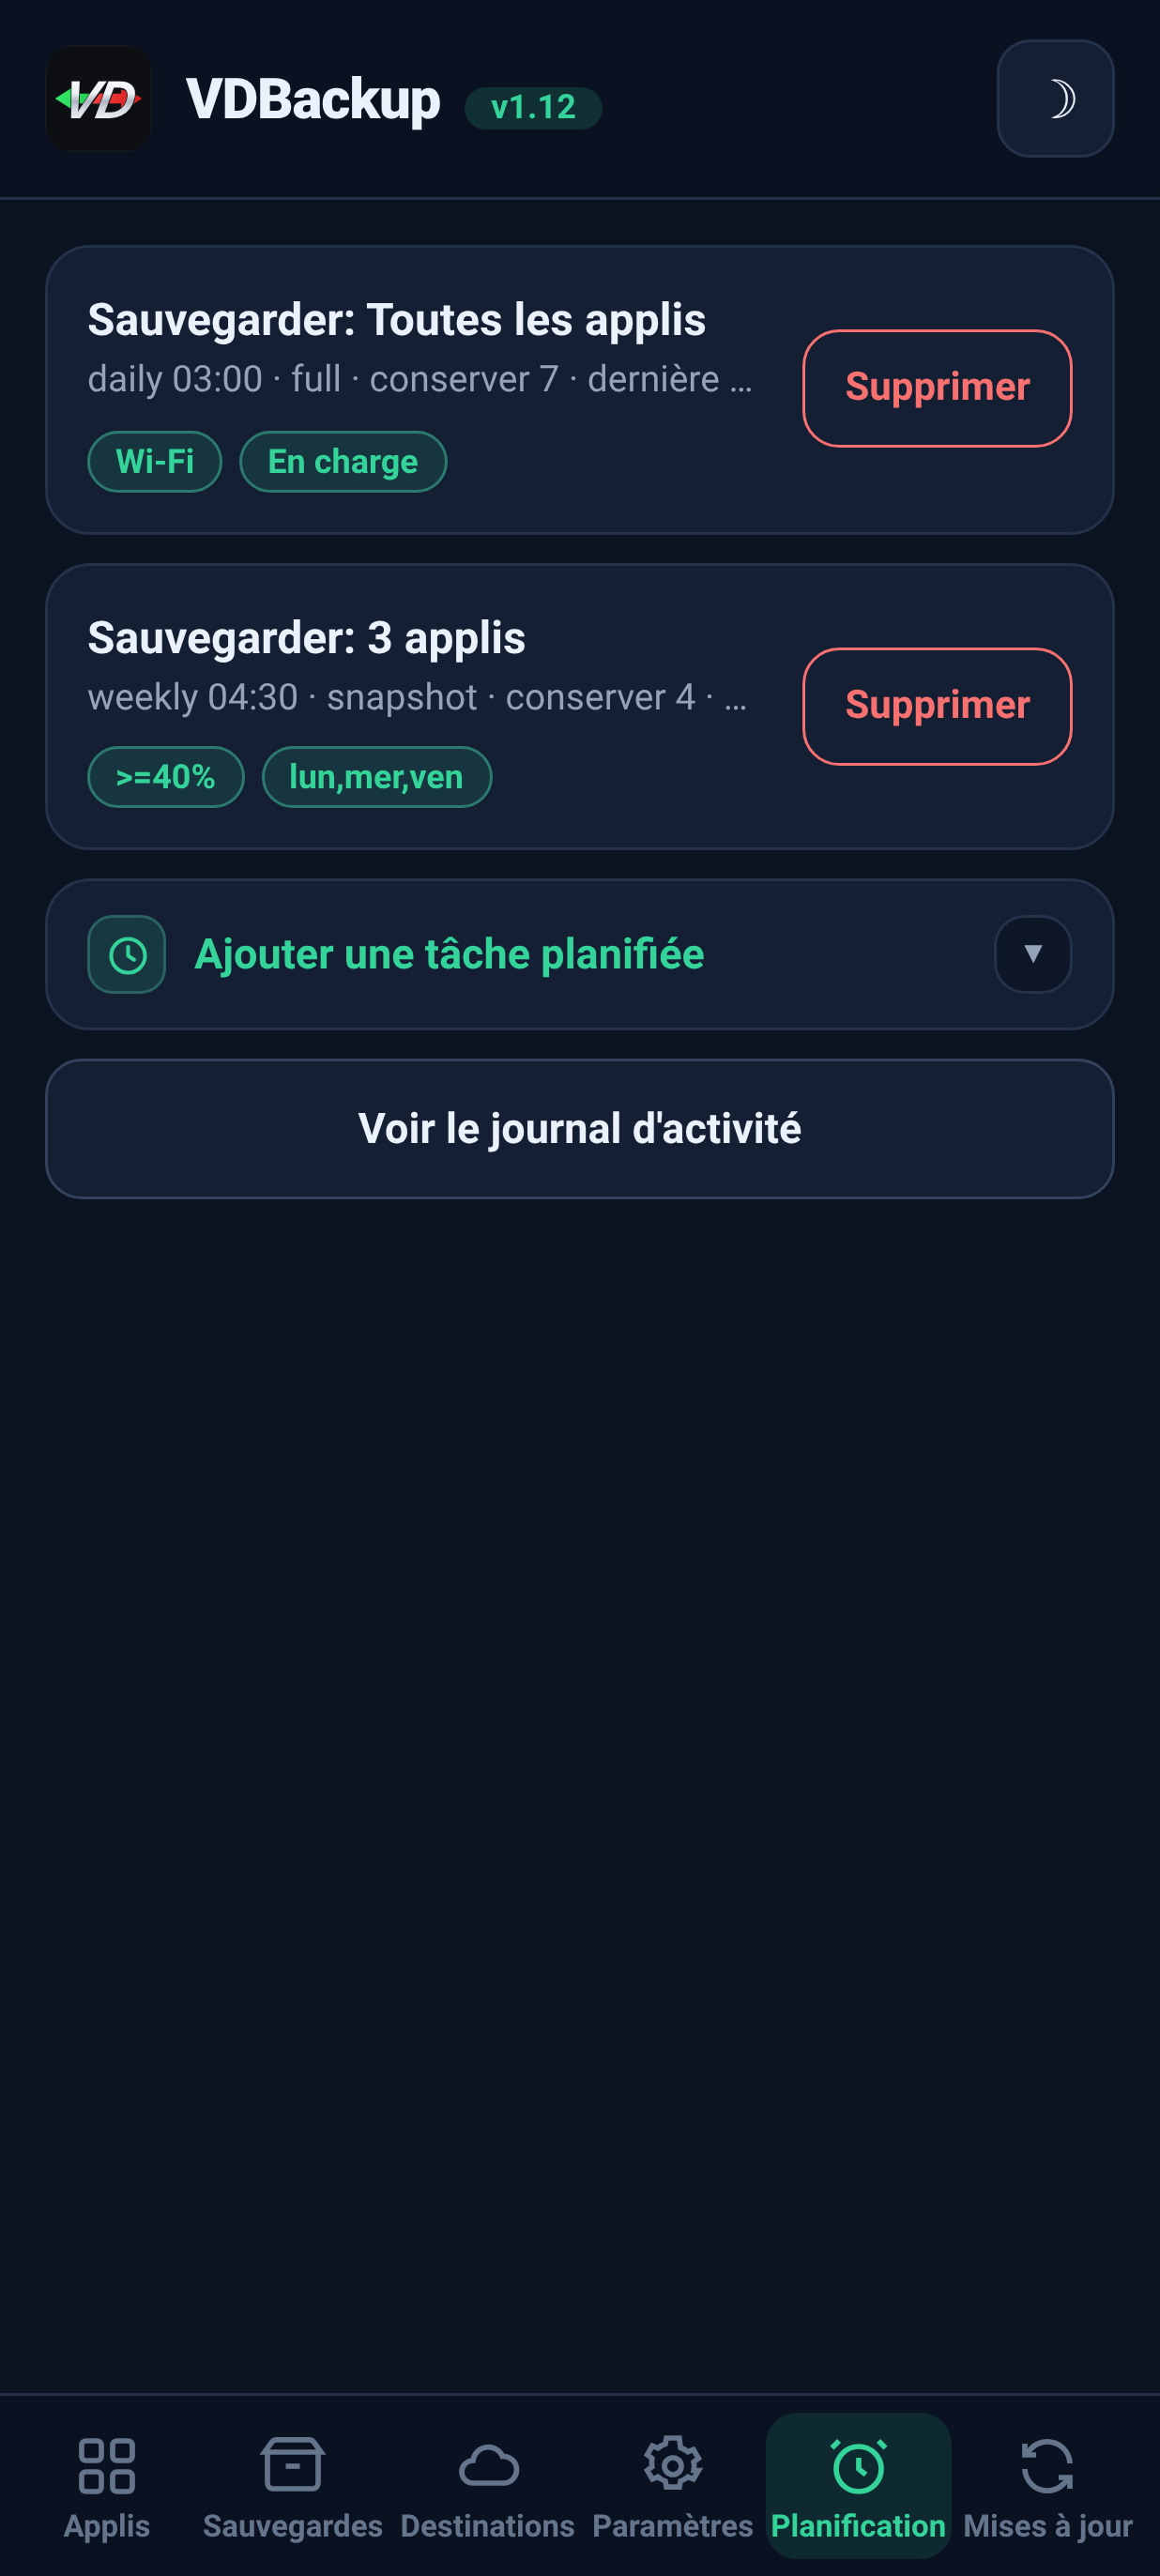 VD
VDBackup v1.12
Sauvegarder: Toutes les applis
daily 03:00 · full · conserver 7 · dernière ...
Supprimer
Wi-Fi En charge
Sauvegarder: 3 applis
weekly 04:30 · snapshot · conserver 4 · ...
Supprimer
>=40% lun,mer,ven
Ajouter une tâche planifiée
Voir le journal d'activité
Applis Sauvegardes Destinations Paramètres Planification Mises à jour